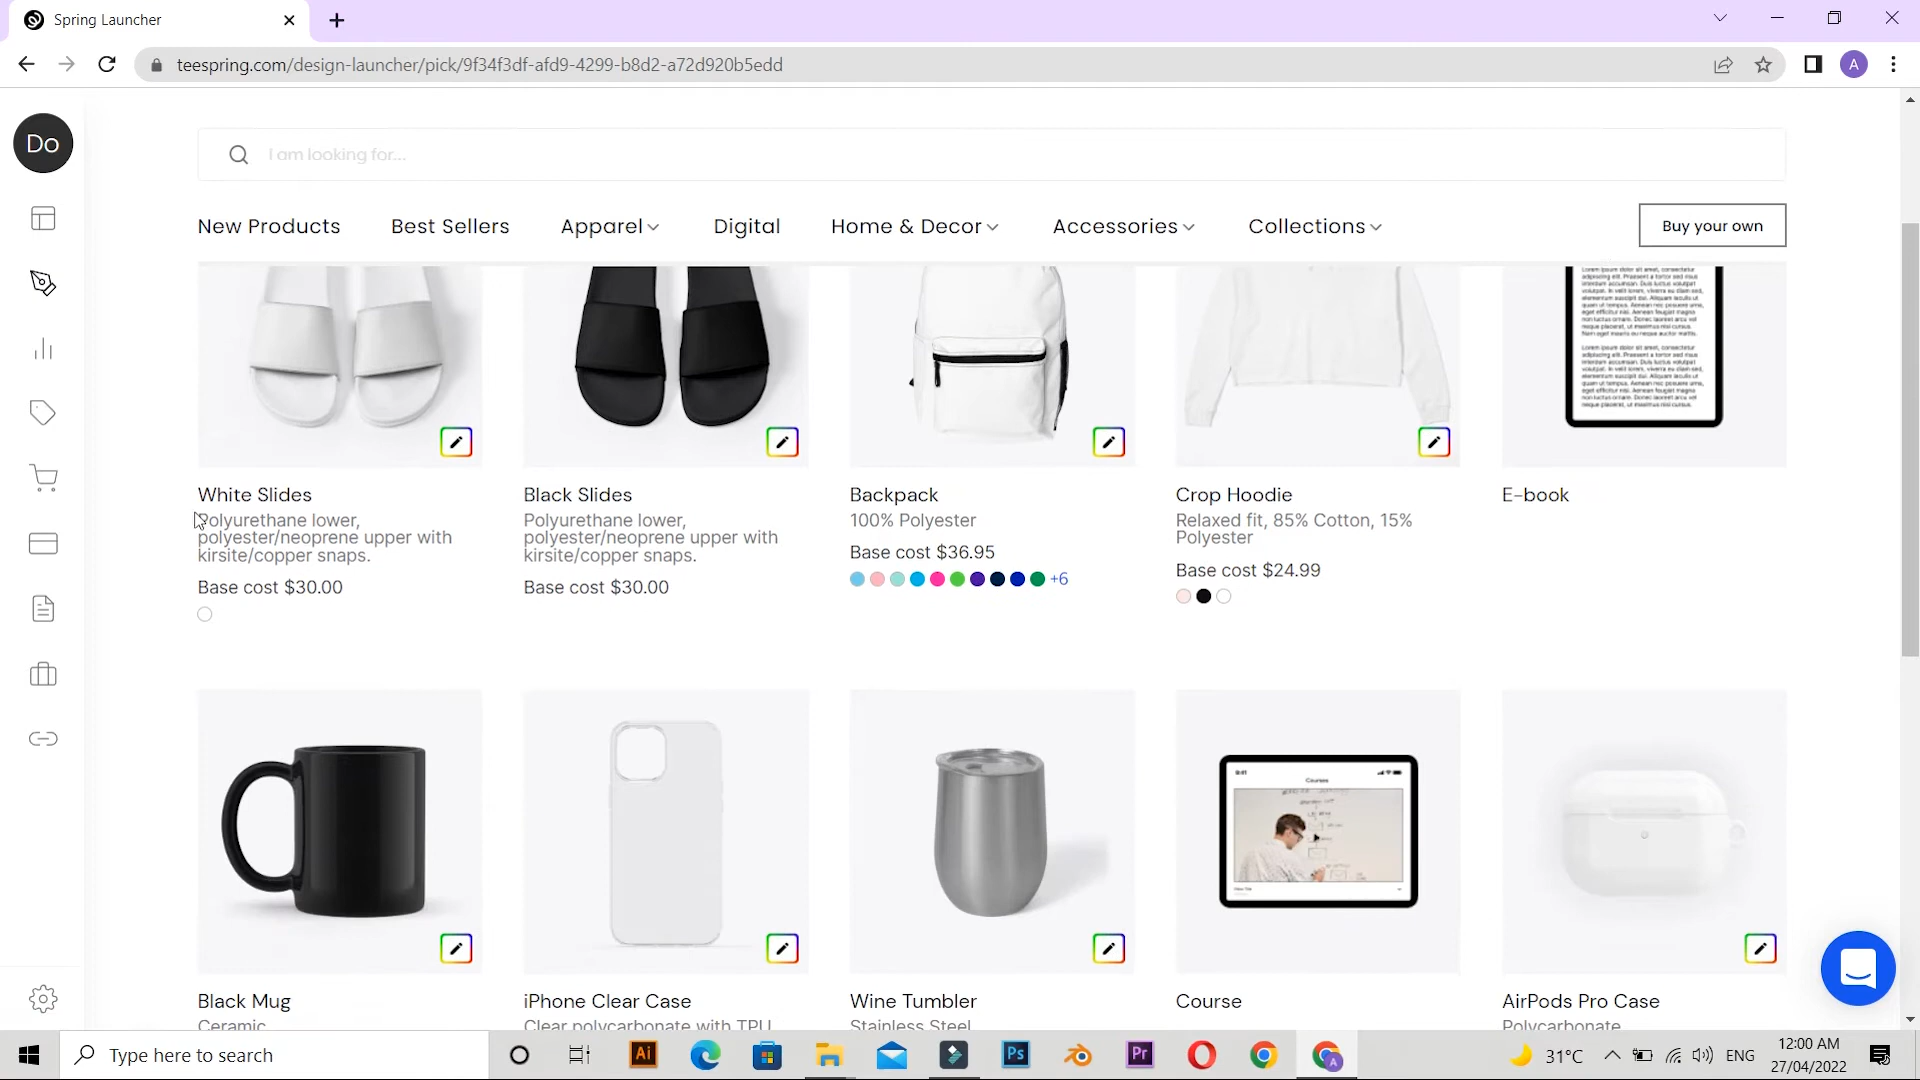 Spring Launcher
teespring.com/design-launcher/pick/9f34f3df-afd9-4299-b8d2-a72d920b5edd
A
Do
I am looking for...
New Products Best Sellers Apparel Digital Home & Decor Accessories Collections Buy your own
White Slides
Polyurethane lower,
polyester/neoprene upper with
kirsite/copper snaps.
Base cost $30.00
Black Slides
Polyurethane lower,
polyester/neoprene upper with
kirsite/copper snaps.
Base cost $30.00
Backpack
100% Polyester
Base cost $36.95
+6
Crop Hoodie
Relaxed fit, 85% Cotton, 15%
Polyester
Base cost $24.99
E-book
Courses
Black Mug
Ceramic
iPhone Clear Case
Clear polycarbonate with TPU
Wine Tumbler
Stainless Steel
Course
AirPods Pro Case
Polycarbonate
Type here to search
Ai
Ps
Pr
A
31°C
ENG
12:00 AM
27/04/2022